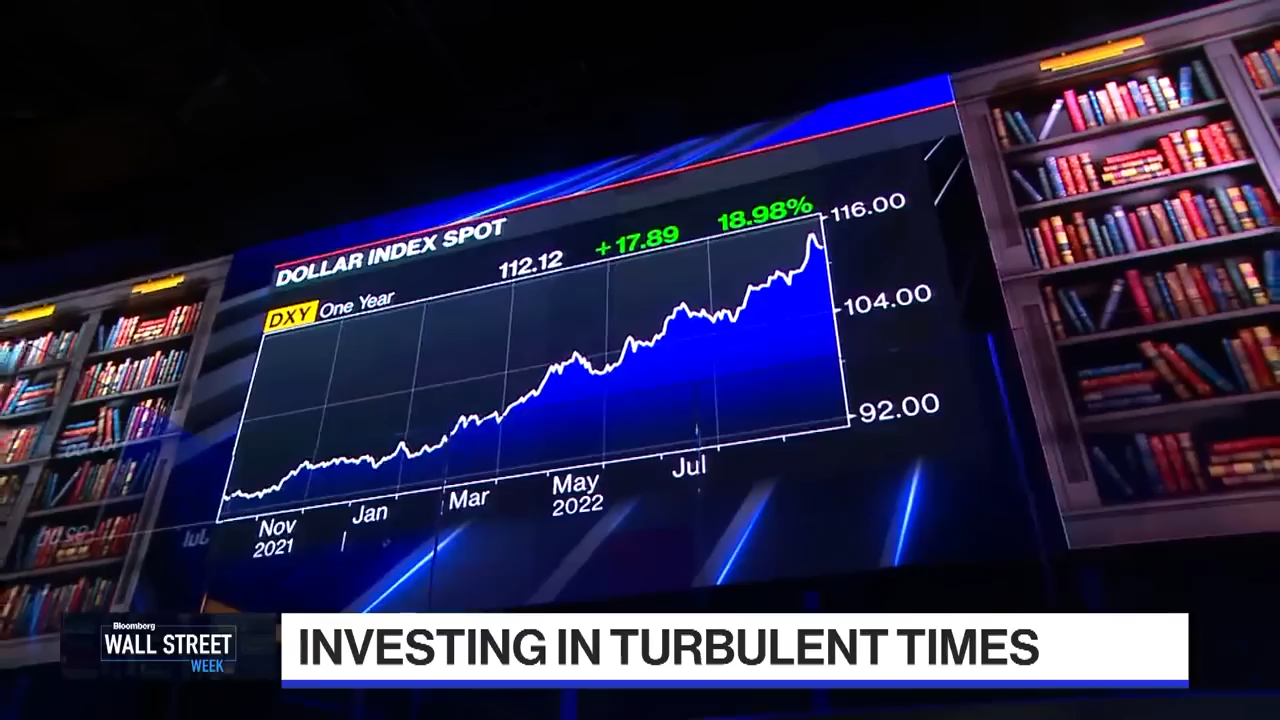 DOLLAR INDEX SPOT
112.12 +17.89 18.98%
DXY One Year
116.00
104.00
92.00
Nov Jan Mar May Jul
2021 2022
Bloomberg
WALL STREET
WEEK
INVESTING IN TURBULENT TIMES